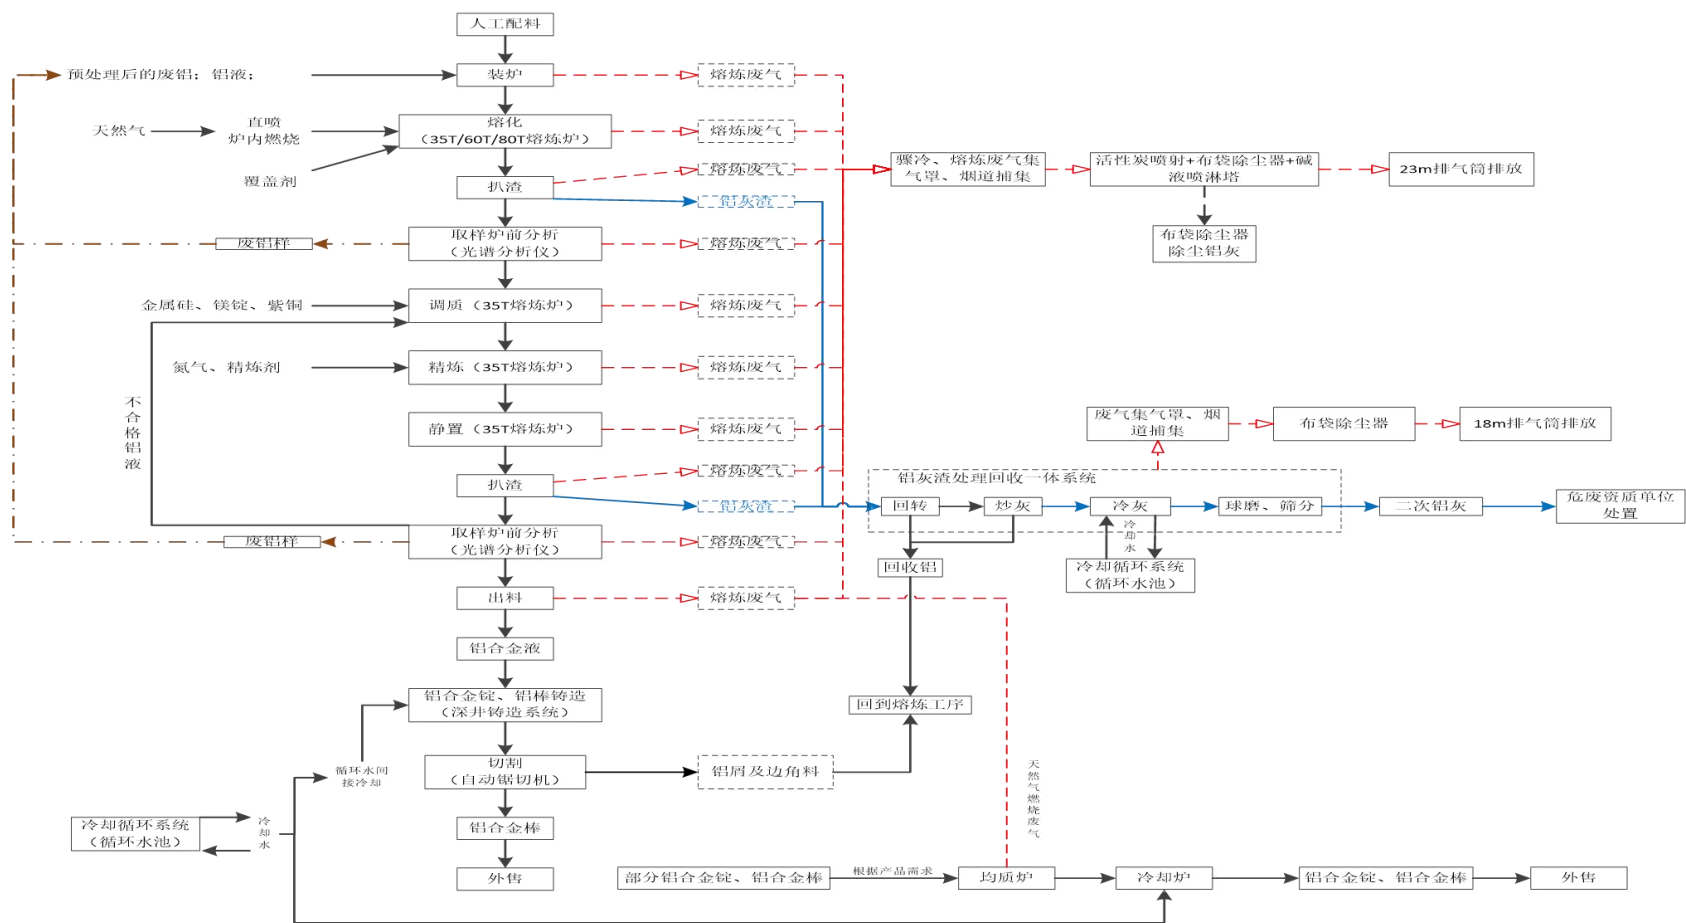 人工配料
预处理后的废铝；铝液；
装炉
熔炼废气
天然气
直喷
炉内燃烧
熔化
（35T/60T/80T熔炼炉）
熔炼废气
覆盖剂
扒渣
熔炼废气
铝灰渣
骤冷、熔炼废气集
气罩、烟道捕集
活性炭喷射+布袋除尘器+碱
液喷淋塔
23m排气筒排放
布袋除尘器
除尘铝灰
废铝样
取样炉前分析
（光谱分析仪）
熔炼废气
金属硅、镁锭、紫铜
调质（35T熔炼炉）
熔炼废气
氮气、精炼剂
精炼（35T熔炼炉）
熔炼废气
不合格铝液
静置（35T熔炼炉）
熔炼废气
废气集气罩、烟
道捕集
布袋除尘器
18m排气筒排放
扒渣
熔炼废气
铝灰渣
铝灰渣处理回收一体系统
回转
炒灰
冷灰
球磨、筛分
二次铝灰
危废资质单位
处置
废铝样
取样炉前分析
（光谱分析仪）
熔炼废气
冷却水
回收铝
冷却循环系统
（循环水池）
出料
熔炼废气
铝合金液
铝合金锭、铝棒铸造
（深井铸造系统）
回到熔炼工序
循环水间
接冷却
切割
（自动锯切机）
铝屑及边角料
天然气燃烧废气
冷却循环系统
（循环水池）
冷却水
铝合金棒
外售
部分铝合金锭、铝合金棒
根据产品需求
均质炉
冷却炉
铝合金锭、铝合金棒
外售